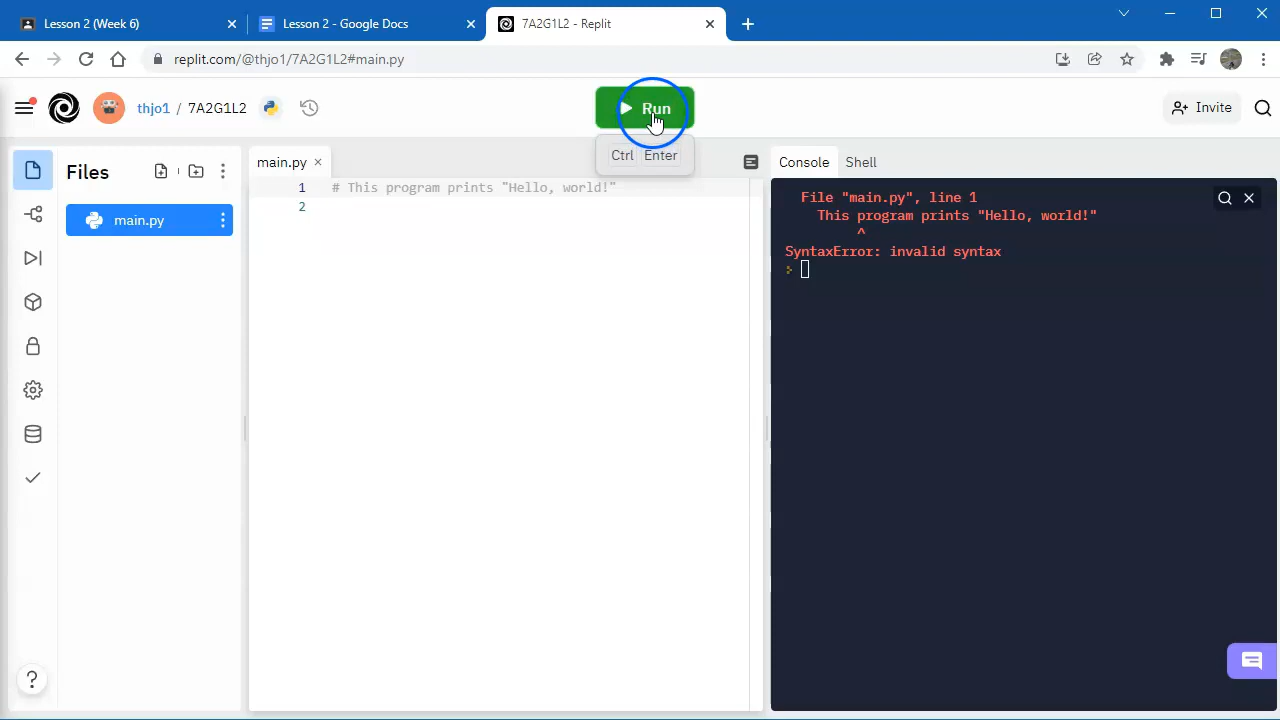 Lesson 2 (Week 6)
Lesson 2 - Google Docs
7A2G1L2 - Replit
replit.com/@thjo1/7A2G1L2#main.py
thjo1 / 7A2G1L2
Run
Invite
Ctrl Enter
Files
main.py
main.py
1 # This program prints "Hello, world!"
2
Console
Shell
File "main.py", line 1
This program prints "Hello, world!"
^
SyntaxError: invalid syntax
?